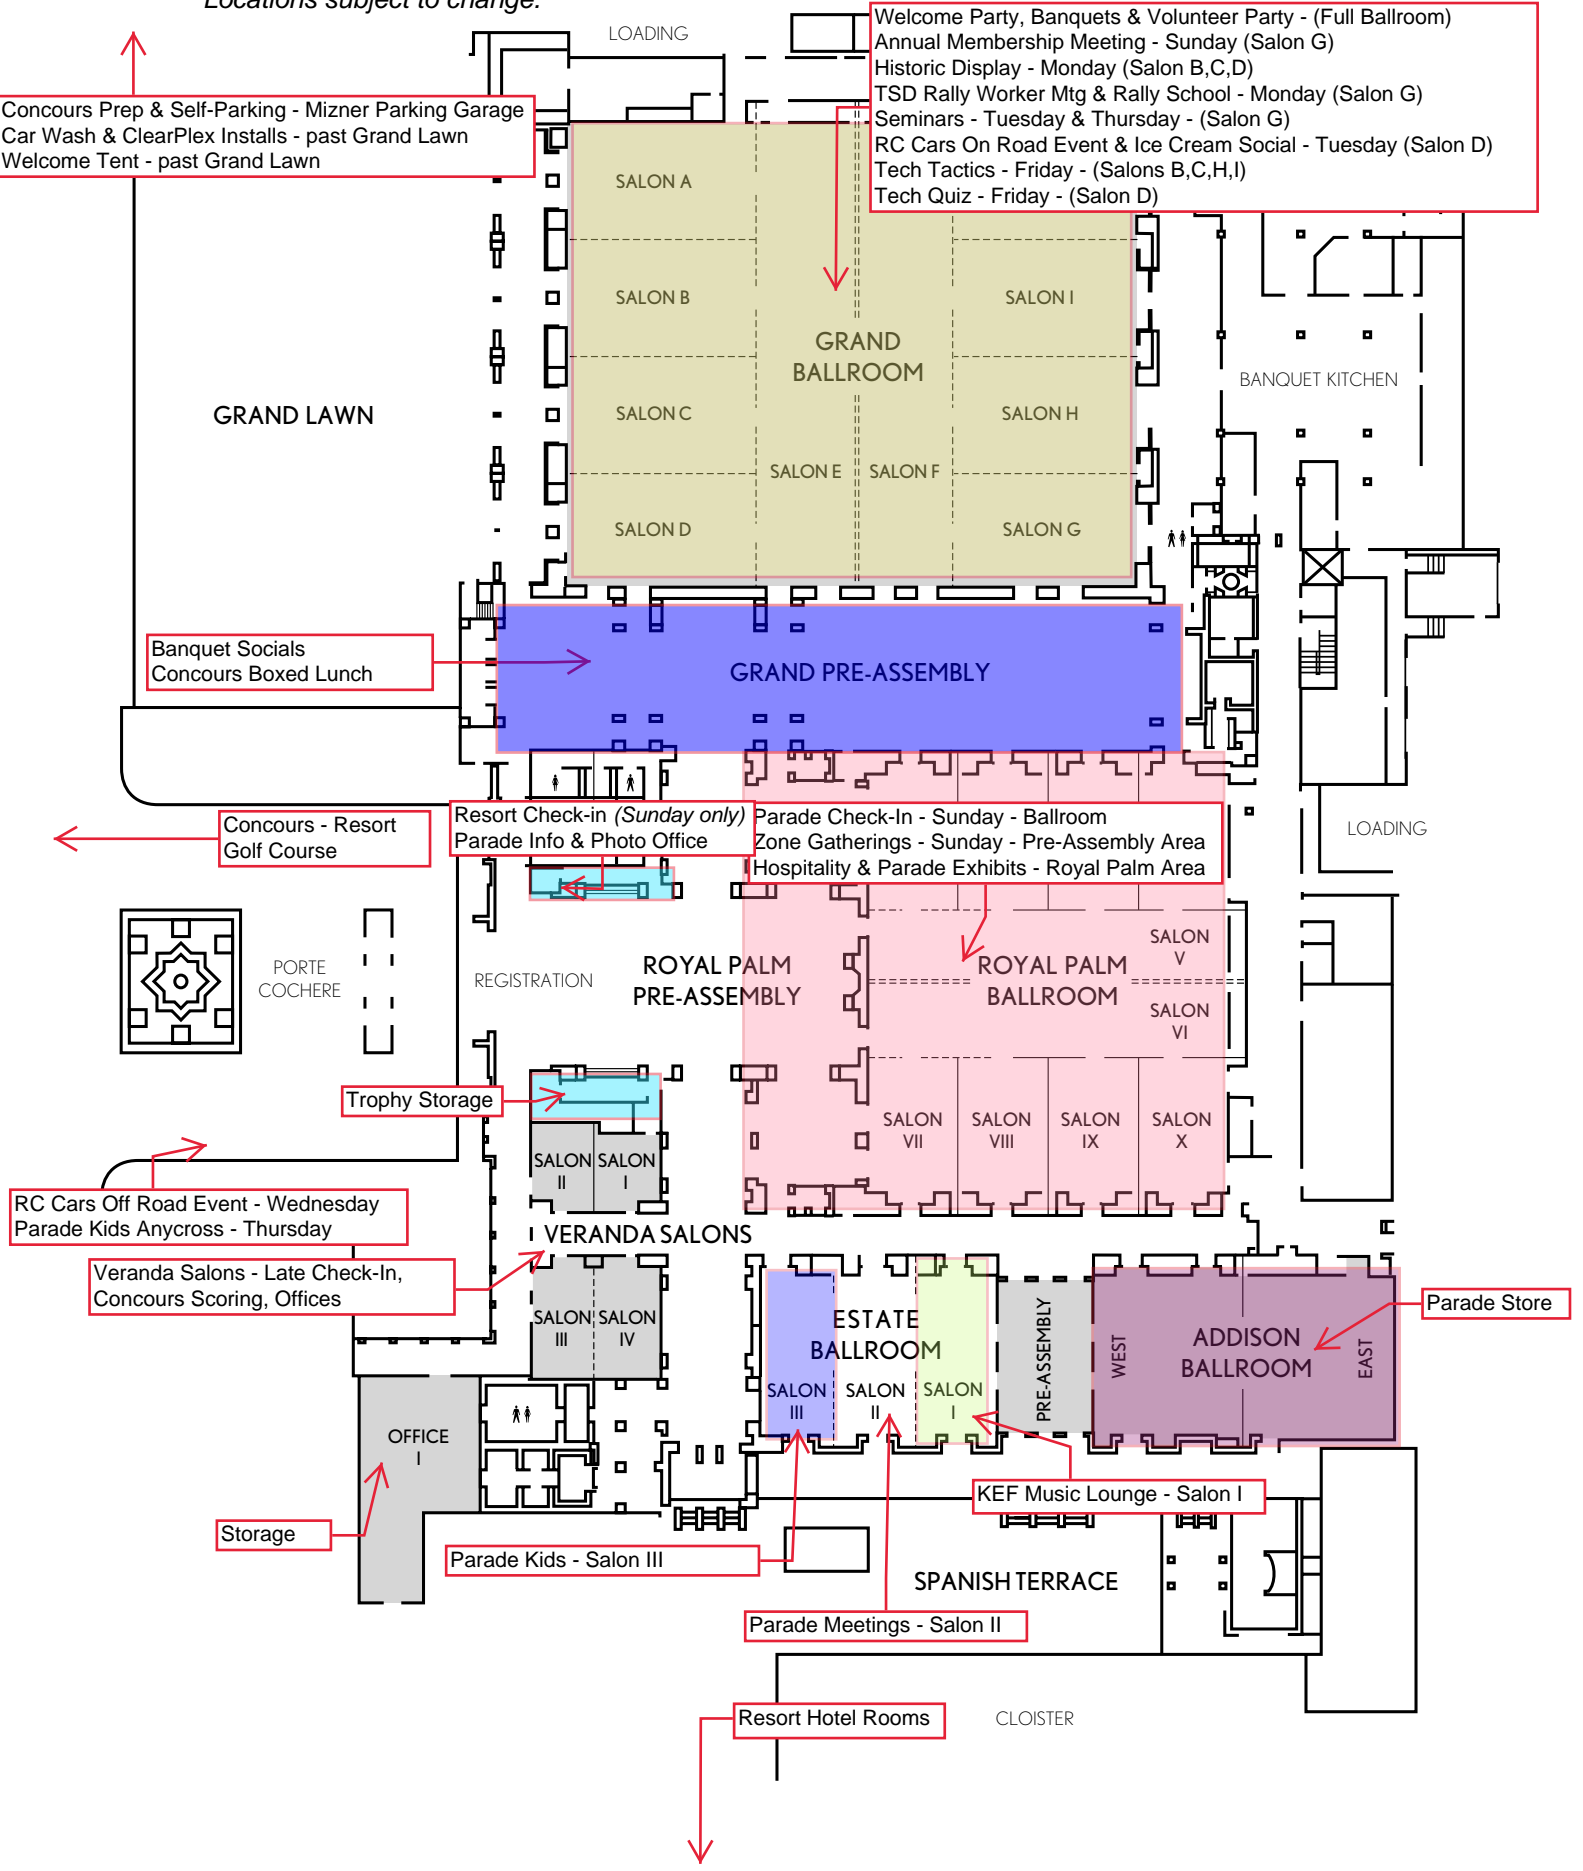 Locations subject to change.
LOADING
Welcome Party, Banquets & Volunteer Party - (Full Ballroom)
Annual Membership Meeting - Sunday (Salon G)
Historic Display - Monday (Salon B,C,D)
TSD Rally Worker Mtg & Rally School - Monday (Salon G)
Seminars - Tuesday & Thursday - (Salon G)
RC Cars On Road Event & Ice Cream Social - Tuesday (Salon D)
Tech Tactics - Friday - (Salons B,C,H,I)
Tech Quiz - Friday - (Salon D)
Concours Prep & Self-Parking - Mizner Parking Garage
Car Wash & ClearPlex Installs - past Grand Lawn
Welcome Tent - past Grand Lawn
SALON A
SALON B
SALON I
GRAND
BALLROOM
BANQUET KITCHEN
GRAND LAWN
SALON C
SALON H
SALON E
SALON F
SALON D
SALON G
Banquet Socials
Concours Boxed Lunch
GRAND PRE-ASSEMBLY
Concours - Resort
Golf Course
Resort Check-in (Sunday only)
Parade Info & Photo Office
Parade Check-In - Sunday - Ballroom
Zone Gatherings - Sunday - Pre-Assembly Area
Hospitality & Parade Exhibits - Royal Palm Area
LOADING
PORTE
COCHERE
REGISTRATION
ROYAL PALM
PRE-ASSEMBLY
ROYAL PALM
BALLROOM
SALON
V
SALON
VI
Trophy Storage
SALON
VII
SALON
VIII
SALON
IX
SALON
X
SALON
II
SALON
I
RC Cars Off Road Event - Wednesday
Parade Kids Anycross - Thursday
VERANDA SALONS
Veranda Salons - Late Check-In,
Concours Scoring, Offices
SALON
III
SALON
IV
ESTATE
BALLROOM
SALON
III
SALON
II
SALON
I
PRE-ASSEMBLY
WEST
ADDISON
BALLROOM
EAST
Parade Store
OFFICE
I
KEF Music Lounge - Salon I
Storage
Parade Kids - Salon III
SPANISH TERRACE
Parade Meetings - Salon II
Resort Hotel Rooms
CLOISTER